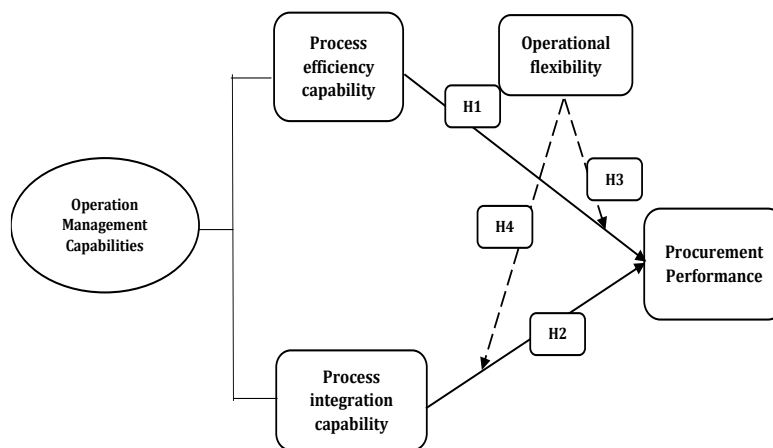 Process
efficiency
capability
Operational
flexibility
H1
H3
Operation
Management
Capabilities
H4
Procurement
Performance
H2
Process
integration
capability